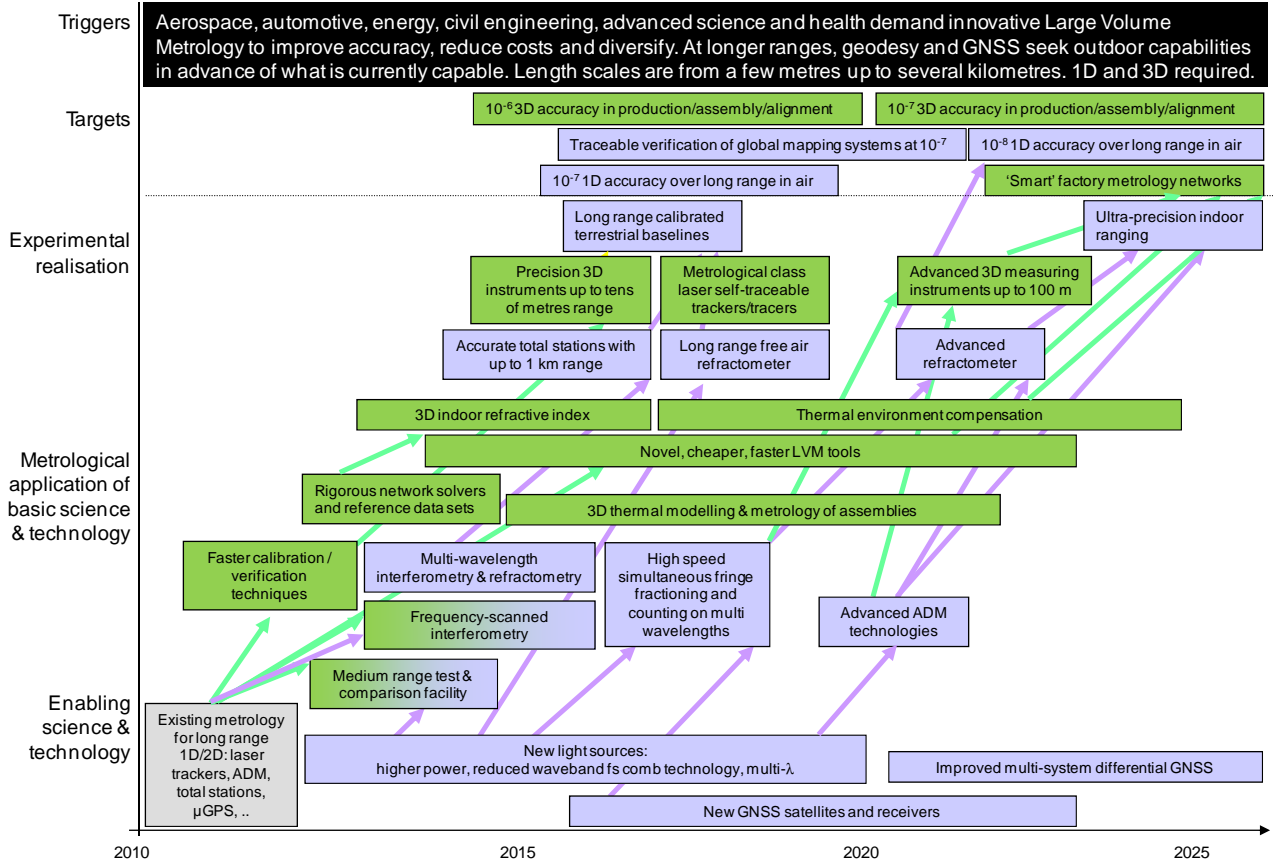 Triggers
Aerospace, automotive, energy, civil engineering, advanced science and health demand innovative Large Volume
Metrology to improve accuracy, reduce costs and diversify. At longer ranges, geodesy and GNSS seek outdoor capabilities
in advance of what is currently capable. Length scales are from a few metres up to several kilometres. 1D and 3D required.
Targets
10⁻⁶ 3D accuracy in production/assembly/alignment
10⁻⁷ 3D accuracy in production/assembly/alignment
Traceable verification of global mapping systems at 10⁻⁷
10⁻⁸ 1D accuracy over long range in air
10⁻⁷ 1D accuracy over long range in air
‘Smart’ factory metrology networks
Experimental
realisation
Long range calibrated
terrestrial baselines
Ultra-precision indoor
ranging
Precision 3D
instruments up to tens
of metres range
Metrological class
laser self-traceable
trackers/tracers
Advanced 3D measuring
instruments up to 100 m
Accurate total stations with
up to 1 km range
Long range free air
refractometer
Advanced
refractometer
Metrological
application of
basic science
& technology
3D indoor refractive index
Thermal environment compensation
Novel, cheaper, faster LVM tools
Rigorous network solvers
and reference data sets
3D thermal modelling & metrology of assemblies
Faster calibration /
verification
techniques
Multi-wavelength
interferometry & refractometry
High speed
simultaneous fringe
fractioning and
counting on multi
wavelengths
Frequency-scanned
interferometry
Advanced ADM
technologies
Medium range test &
comparison facility
Enabling
science &
technology
Existing metrology
for long range
1D/2D: laser
trackers, ADM,
total stations,
µGPS, ..
New light sources:
higher power, reduced waveband fs comb technology, multi-λ
Improved multi-system differential GNSS
New GNSS satellites and receivers
2010
2015
2020
2025